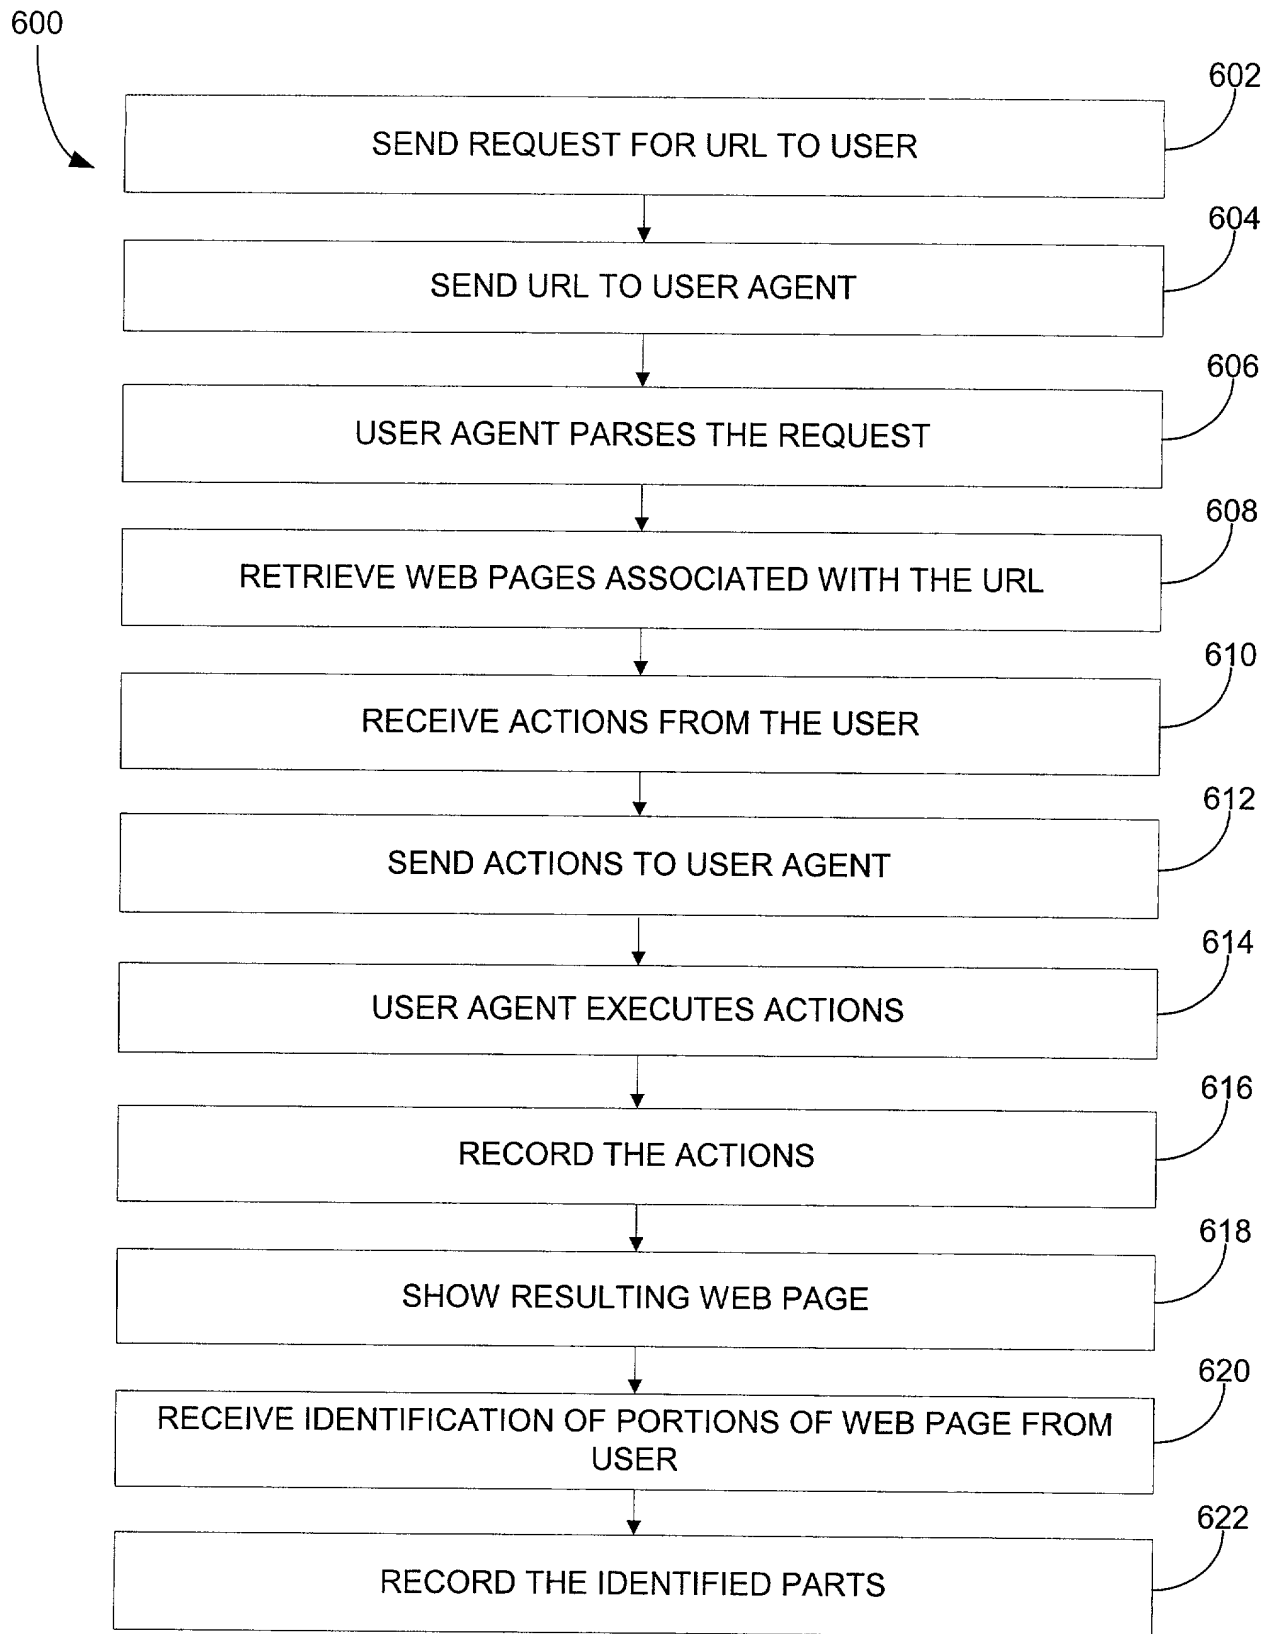 600
602
SEND REQUEST FOR URL TO USER
604
SEND URL TO USER AGENT
606
USER AGENT PARSES THE REQUEST
608
RETRIEVE WEB PAGES ASSOCIATED WITH THE URL
610
RECEIVE ACTIONS FROM THE USER
612
SEND ACTIONS TO USER AGENT
614
USER AGENT EXECUTES ACTIONS
616
RECORD THE ACTIONS
618
SHOW RESULTING WEB PAGE
620
RECEIVE IDENTIFICATION OF PORTIONS OF WEB PAGE FROM
USER
622
RECORD THE IDENTIFIED PARTS